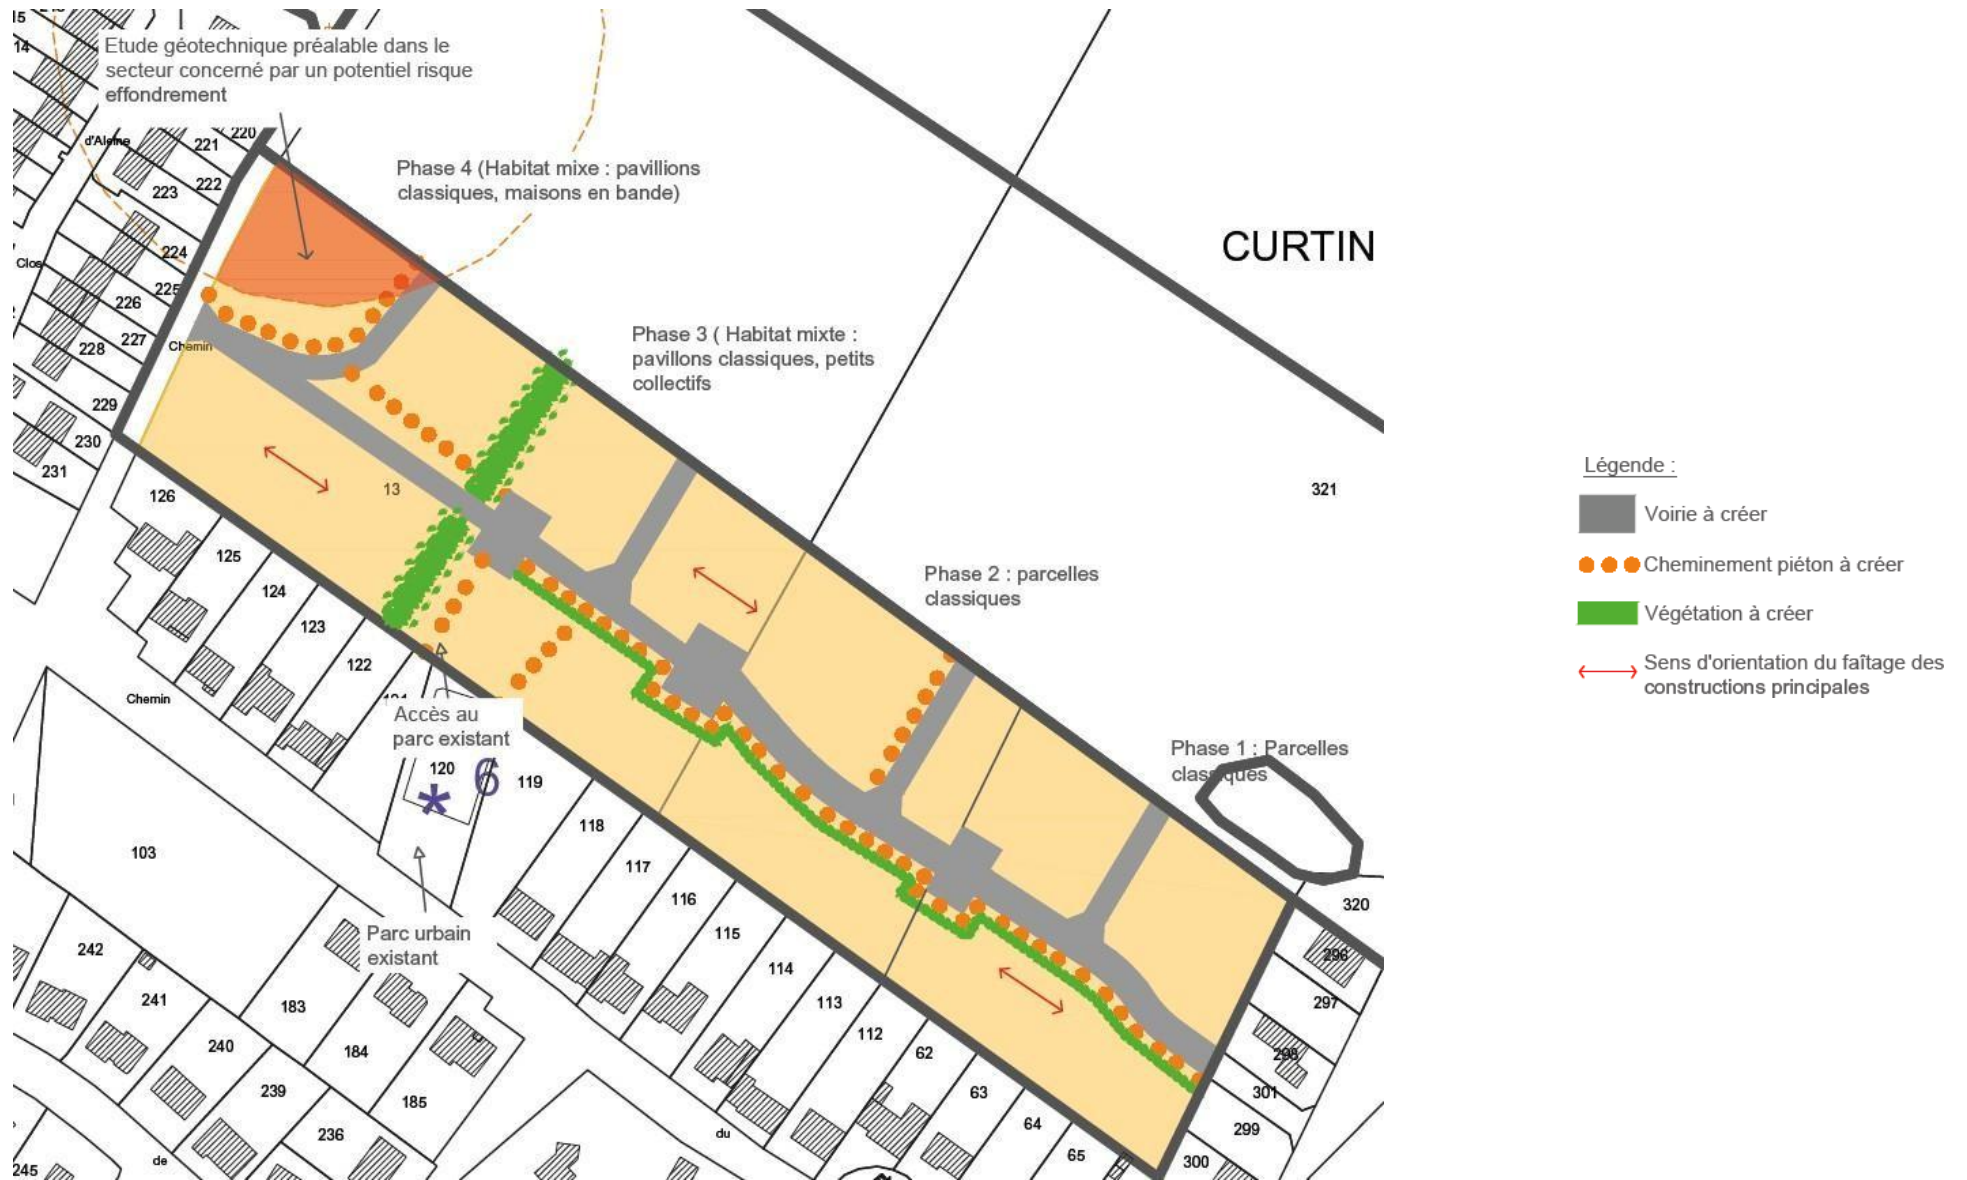 15
14
Etude géotechnique préalable dans le
secteur concerné par un potentiel risque
effondrement
d'Aleine
220
221
222
223
224
225
Clos
226
227
228
Chemin
229
230
231
Phase 4 (Habitat mixe : pavillions
classiques, maisons en bande)
CURTIN
Phase 3 ( Habitat mixte :
pavillons classiques, petits
collectifs
13
321
Phase 2 : parcelles
classiques
Phase 1 : Parcelles
classiques
Légende :
Voirie à créer
Cheminement piéton à créer
Végétation à créer
Sens d'orientation du faîtage des
constructions principales
126
125
124
123
122
121
Chemin
Accès au
parc existant
120
* 6
119
118
117
116
115
114
113
112
62
63
64
65
103
Parc urbain
existant
242
241
240
239
236
183
184
185
245
de
du
320
296
297
298
301
299
300